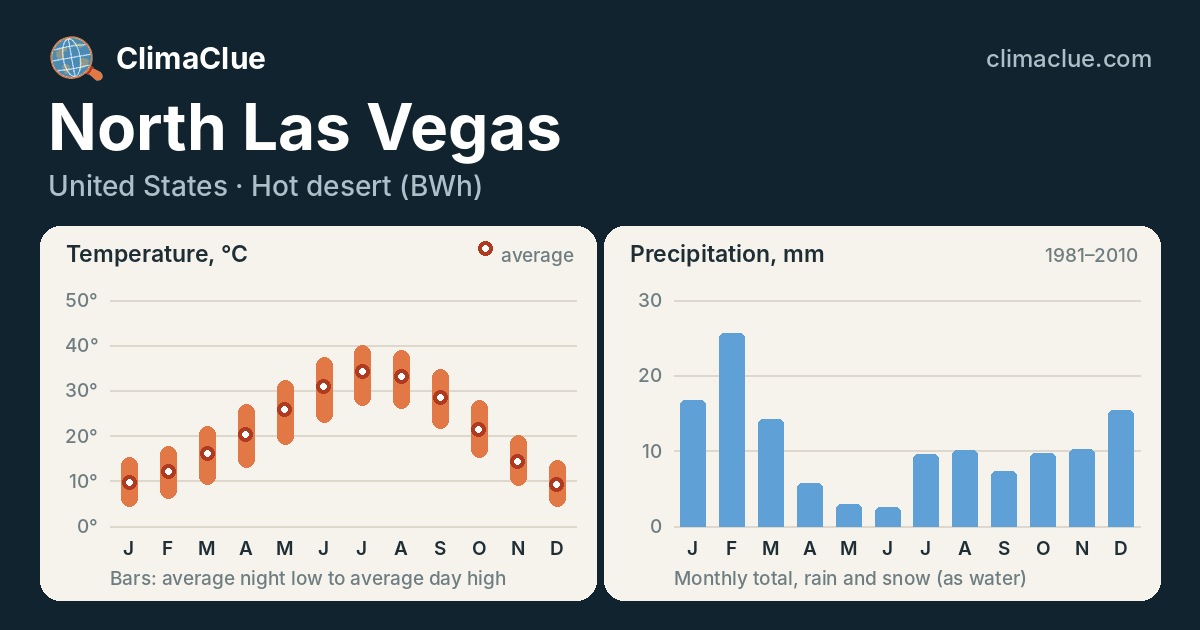 ClimaClue
climaclue.com
North Las Vegas
United States · Hot desert (BWh)
Temperature, °C
average
50°
40°
30°
20°
10°
0°
J F M A M J J A S O N D
Bars: average night low to average day high
Precipitation, mm
1981–2010
30
20
10
0
J F M A M J J A S O N D
Monthly total, rain and snow (as water)